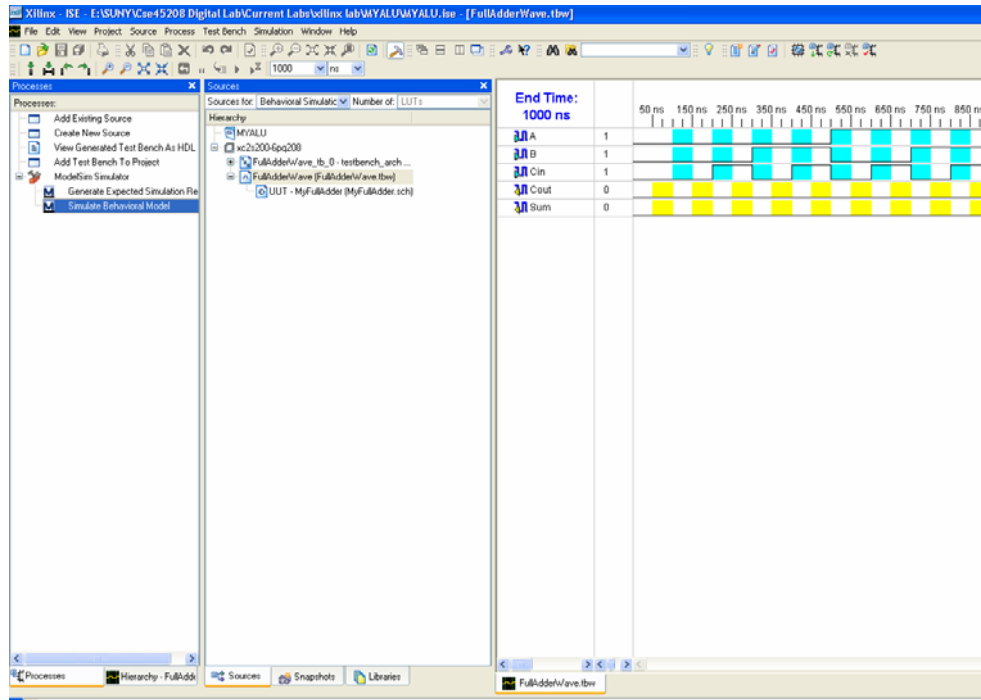 Xilinx - ISE - E:\SUNY\Cse45208 Digital Lab\Current Labs\xilinx lab\MYALU\MYALU.ise - [FullAdderWave.tbw]
File Edit View Project Source Process Test Bench Simulation Window Help
1000 ns
Processes
Processes:
Add Existing Source
Create New Source
View Generated Test Bench As HDL
Add Test Bench To Project
ModelSim Simulator
Generate Expected Simulation Re
Simulate Behavioral Model
Processes
Hierarchy - FullAdd
Sources
Sources for: Behavioral Simulatic Number of: LUTs
Hierarchy
MYALU
xc2s200-6pq208
FullAdderWave_tb_0 - testbench_arch ...
FullAdderWave (FullAdderWave.tbw)
UUT - MyFullAdder (MyFullAdder.sch)
Sources
Snapshots
Libraries
End Time:
1000 ns
50 ns 150 ns 250 ns 350 ns 450 ns 550 ns 650 ns 750 ns 850 n
A 1
B 1
Cin 1
Cout 0
Sum 0
FullAdderWave.tbw